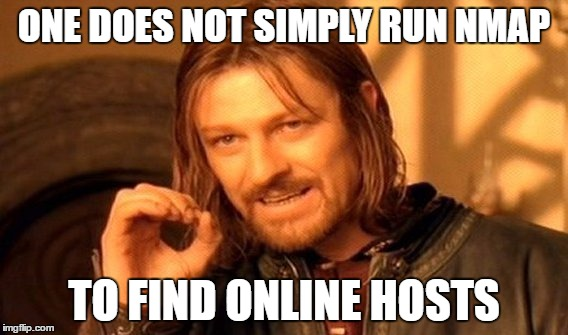 ONE DOES NOT SIMPLY RUN NMAP
TO FIND ONLINE HOSTS
imgflip.com